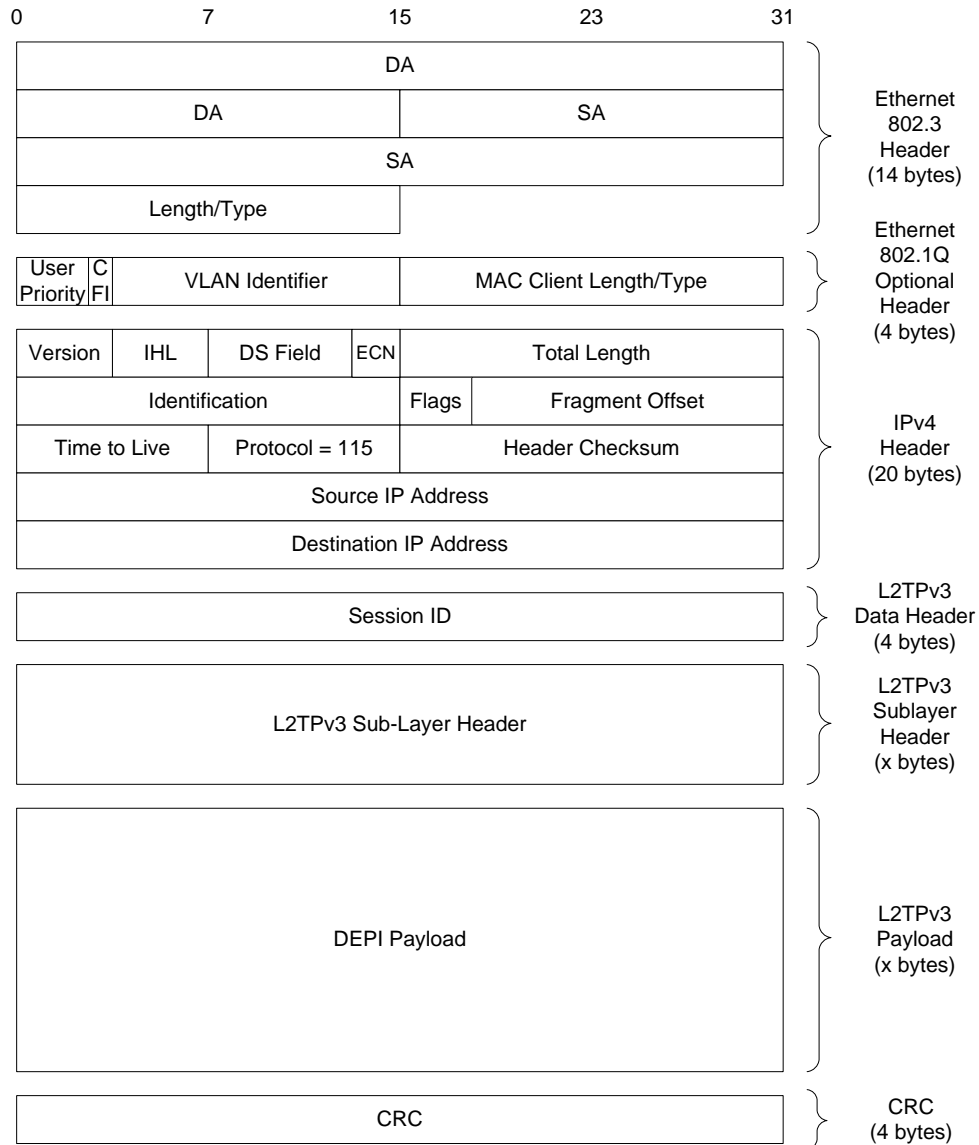 0 7 15 23 31
DA
DA SA
SA
Length/Type
Ethernet
802.3
Header
(14 bytes)
User
Priority
C
FI
VLAN Identifier
MAC Client Length/Type
Ethernet
802.1Q
Optional
Header
(4 bytes)
Version IHL DS Field ECN Total Length
Identification Flags Fragment Offset
Time to Live Protocol = 115 Header Checksum
Source IP Address
Destination IP Address
IPv4
Header
(20 bytes)
Session ID
L2TPv3
Data Header
(4 bytes)
L2TPv3 Sub-Layer Header
L2TPv3
Sublayer
Header
(x bytes)
DEPI Payload
L2TPv3
Payload
(x bytes)
CRC
CRC
(4 bytes)